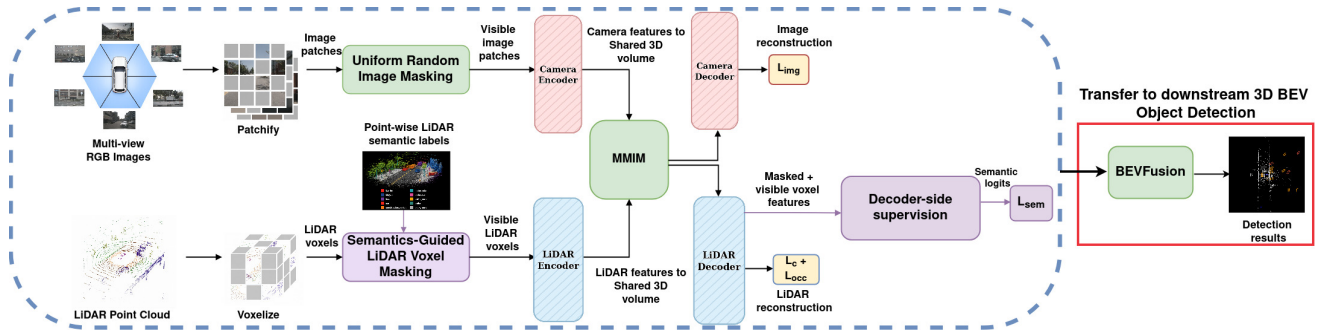 Multi-view
RGB Images
Patchify
Image
patches
Uniform Random
Image Masking
Visible
image
patches
Camera
Encoder
Camera features to
Shared 3D
volume
Camera
Decoder
Image
reconstruction
Limg
Point-wise LiDAR
semantic labels
MMIM
LiDAR Point Cloud
Voxelize
LiDAR
voxels
Semantics-Guided
LiDAR Voxel
Masking
Visible
LiDAR
voxels
LiDAR
Encoder
LiDAR features to
Shared 3D
volume
LiDAR
Decoder
Masked +
visible voxel
features
Decoder-side
supervision
Semantic
logits
Lsem
Lc +
Locc
LiDAR
reconstruction
Transfer to downstream 3D BEV
Object Detection
BEVFusion
Detection
results